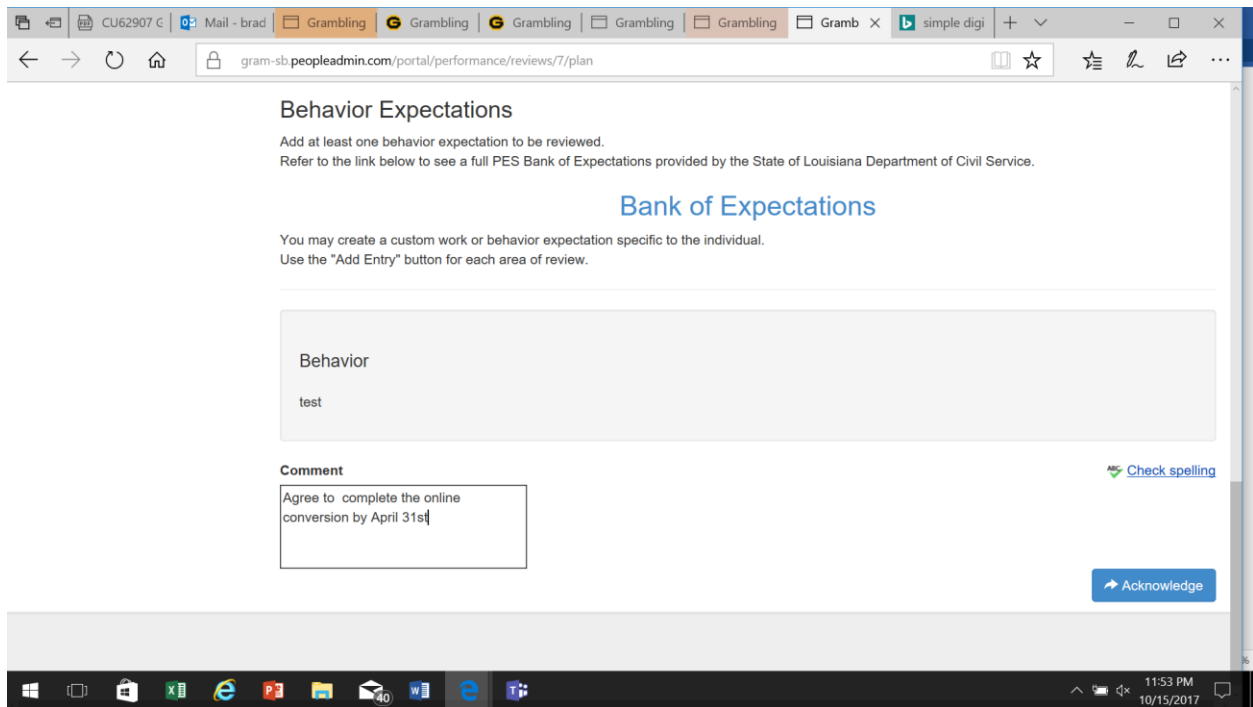 CU62907 G
Mail - brad
Grambling
Grambling
Grambling
Grambling
Grambling
Gramb
simple digi
gram-sb.peopleadmin.com/portal/performance/reviews/7/plan
Behavior Expectations
Add at least one behavior expectation to be reviewed.
Refer to the link below to see a full PES Bank of Expectations provided by the State of Louisiana Department of Civil Service.
Bank of Expectations
You may create a custom work or behavior expectation specific to the individual.
Use the "Add Entry" button for each area of review.
Behavior
test
Comment
ABC Check spelling
Agree to  complete the online
conversion by April 31st
Acknowledge
40
11:53 PM
10/15/2017